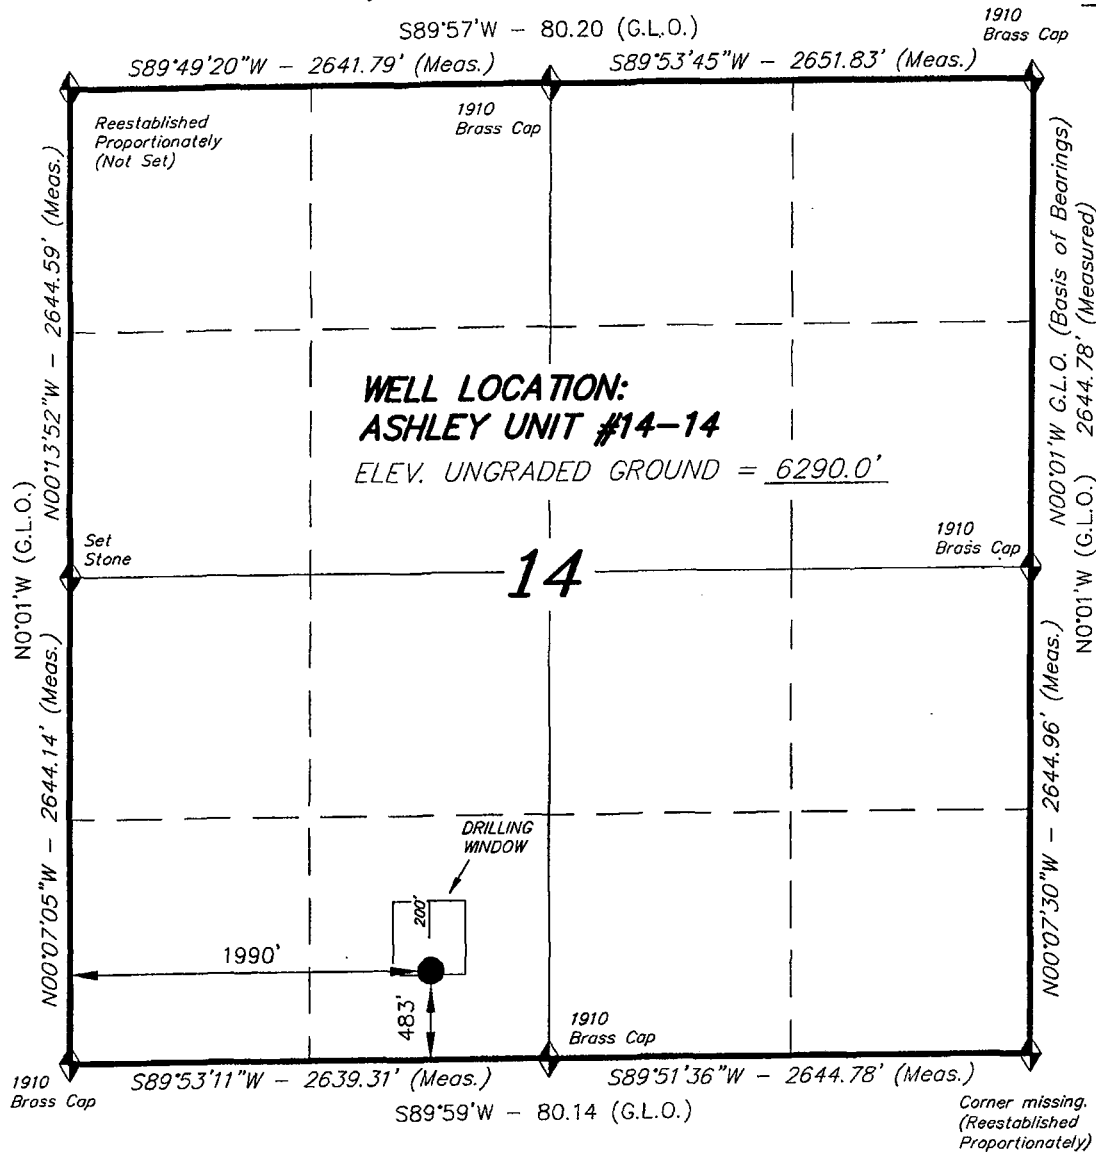 S89°57'W - 80.20 (G.L.O.)
1910
Brass Cap
S89°49'20"W - 2641.79' (Meas.)
S89°53'45"W - 2651.83' (Meas.)
Reestablished
Proportionately
(Not Set)
1910
Brass Cap
N00°13'52"W - 2644.59' (Meas.)
N00°01'W G.L.O. (Basis of Bearings)
2644.78' (Measured)
WELL LOCATION:
ASHLEY UNIT #14-14
ELEV. UNGRADED GROUND = 6290.0'
N0°01'W (G.L.O.)
Set
Stone
14
1910
Brass Cap
N0°01'W (G.L.O.)
N00°07'05"W - 2644.14' (Meas.)
N00°07'30"W - 2644.96' (Meas.)
DRILLING
WINDOW
200'
1990'
483'
1910
Brass Cap
1910
Brass Cap
S89°53'11"W - 2639.31' (Meas.)
S89°51'36"W - 2644.78' (Meas.)
S89°59'W - 80.14 (G.L.O.)
Corner missing.
(Reestablished
Proportionately)